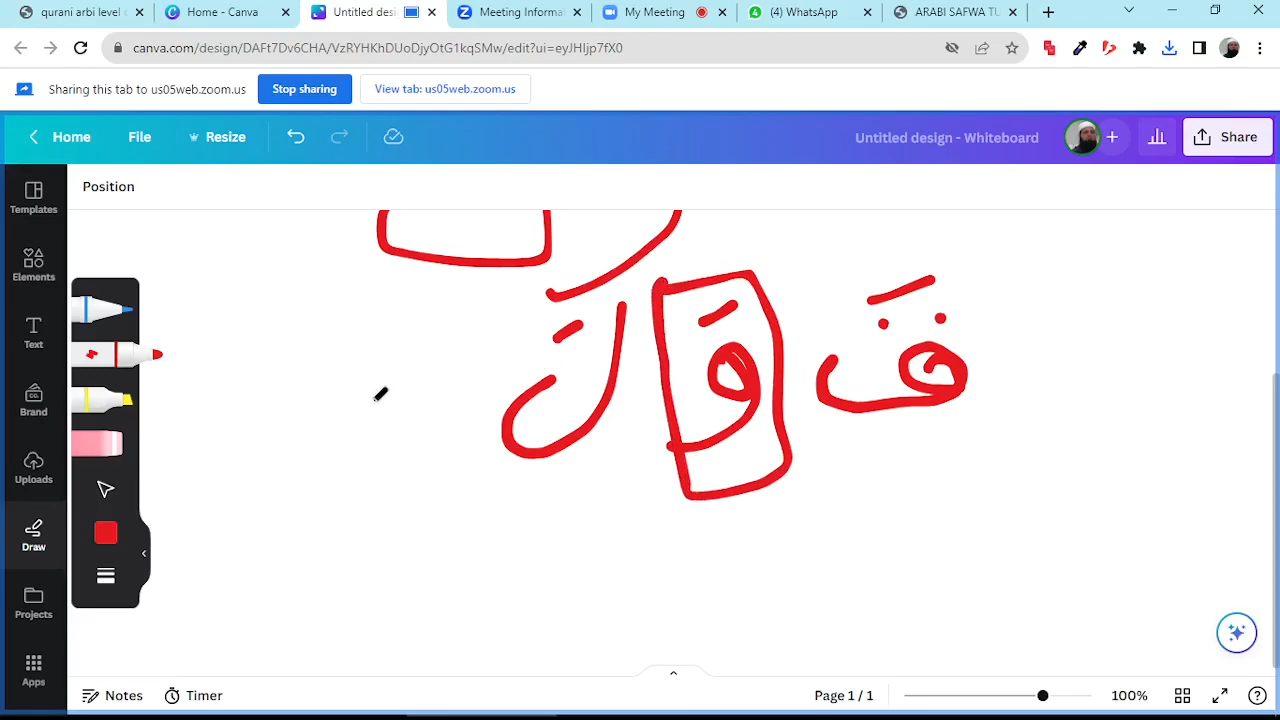 qurani arbi level c
Home - Canva
Untitled desig
Meeting Informa
My Meeting
(4) WhatsApp
ARABI SAFWA TU
canva.com/design/DAFt7Dv6CHA/VzRYHKhDUoDjyOtG1kqSMw/edit?ui=eyJHIjp7fX0
Sharing this tab to us05web.zoom.us
Stop sharing
View tab: us05web.zoom.us
Home
File
Resize
Untitled design - Whiteboard
Share
Position
Templates
Elements
Text
Brand
Uploads
Draw
Projects
Apps
قَ وَ لَ
Notes
Timer
Page 1 / 1
100%